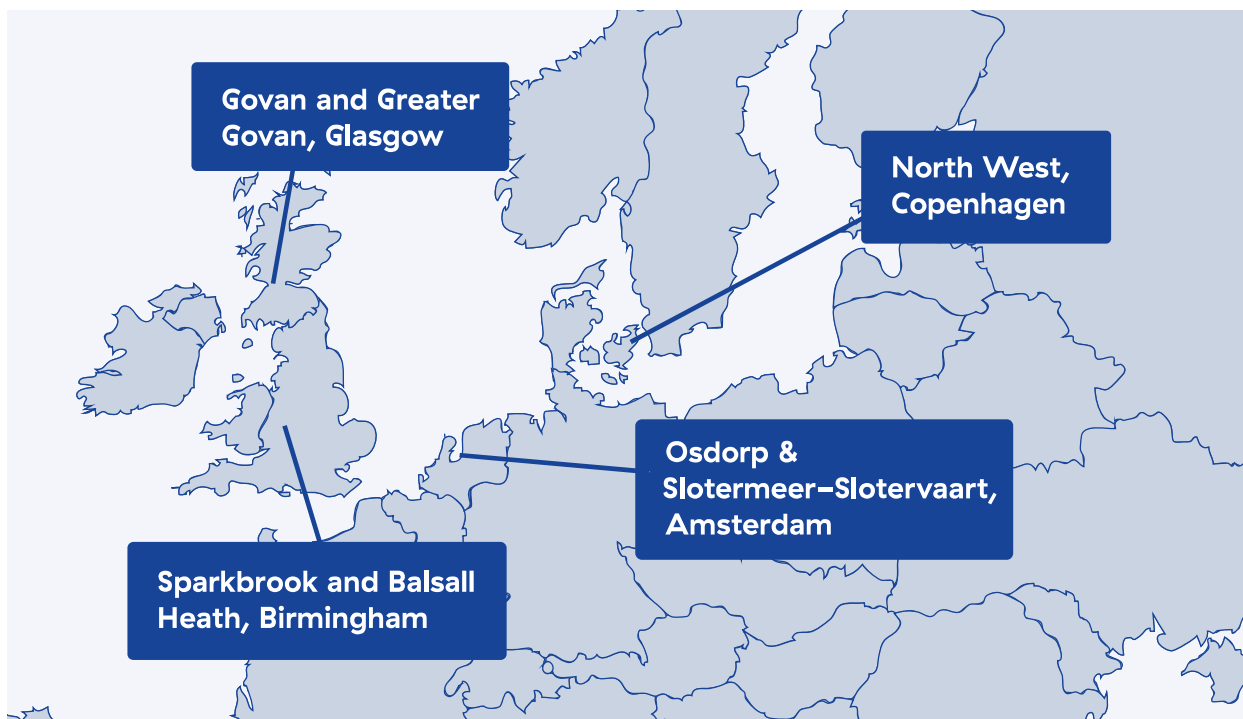 Govan and Greater
Govan, Glasgow
North West,
Copenhagen
Osdorp &
Slotermeer–Slotervaart,
Amsterdam
Sparkbrook and Balsall
Heath, Birmingham